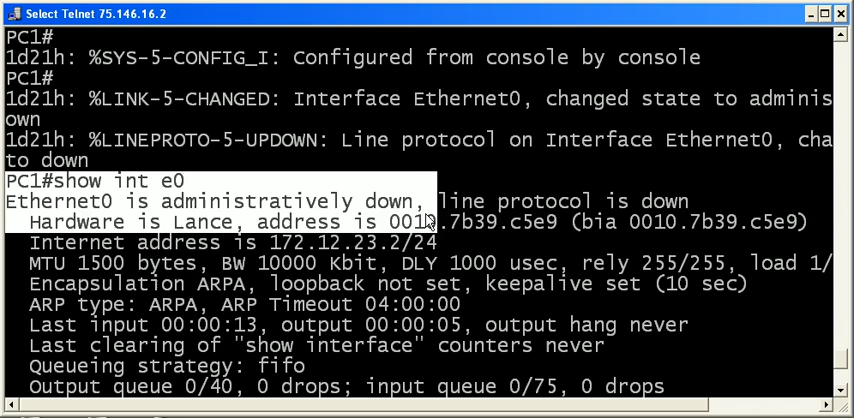 Select Telnet 75.146.16.2
PC1#
1d21h: %SYS-5-CONFIG_I: Configured from console by console
PC1#
1d21h: %LINK-5-CHANGED: Interface Ethernet0, changed state to adminis
own
1d21h: %LINEPROTO-5-UPDOWN: Line protocol on Interface Ethernet0, cha
to down
PC1#show int e0
Ethernet0 is administratively down, line protocol is down
Hardware is Lance, address is 0010.7b39.c5e9 (bia 0010.7b39.c5e9)
Internet address is 172.12.23.2/24
MTU 1500 bytes, BW 10000 Kbit, DLY 1000 usec, rely 255/255, load 1/
Encapsulation ARPA, loopback not set, keepalive set (10 sec)
ARP type: ARPA, ARP Timeout 04:00:00
Last input 00:00:13, output 00:00:05, output hang never
Last clearing of "show interface" counters never
Queueing strategy: fifo
Output queue 0/40, 0 drops; input queue 0/75, 0 drops